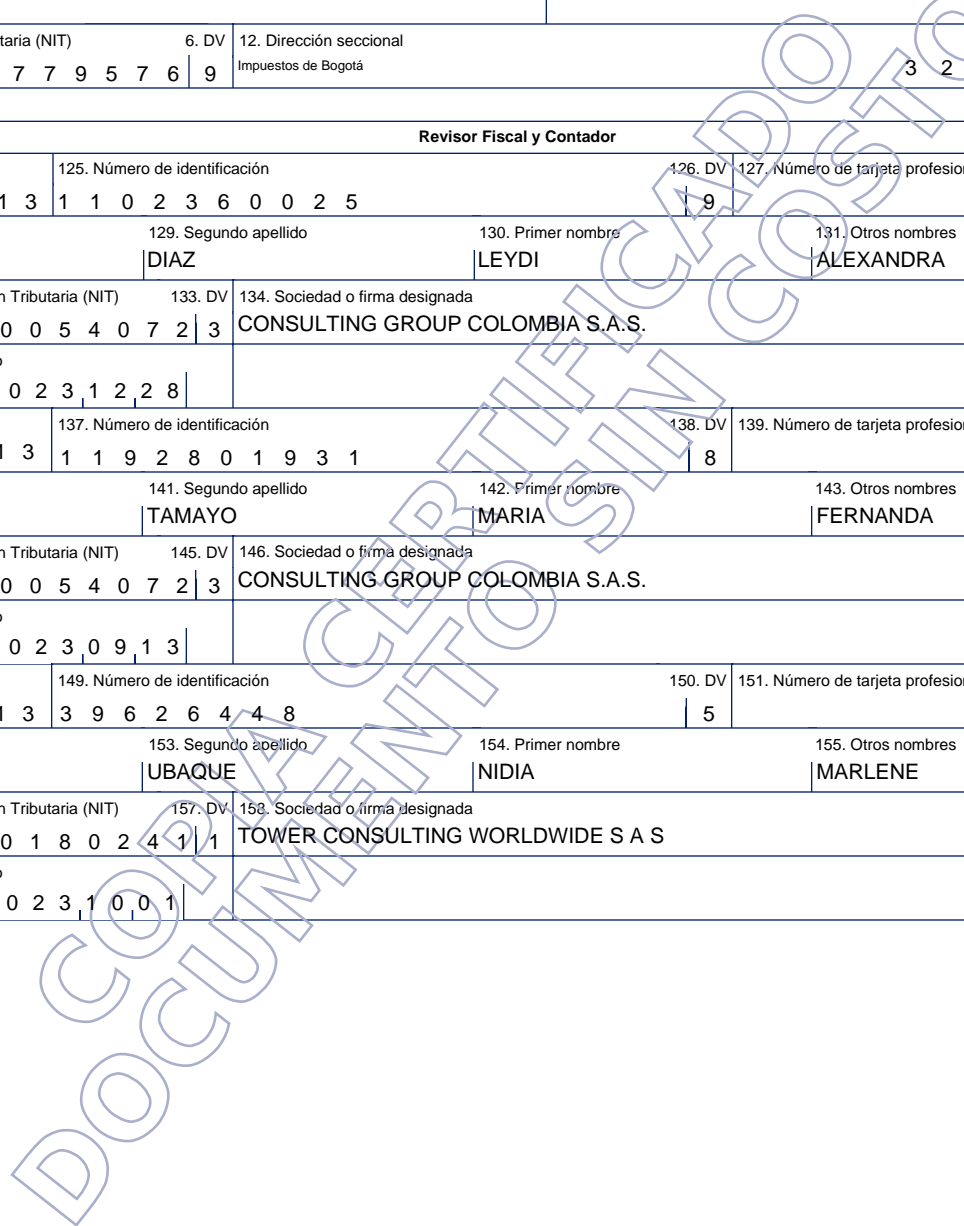 taria (NIT) 6. DV 12. Dirección seccional
7 7 9 5 7 6 9 Impuestos de Bogotá 3 2
Revisor Fiscal y Contador
125. Número de identificación 126. DV 127. Número de tarjeta profesion
1 3 1 1 0 2 3 6 0 0 2 5 9
129. Segundo apellido 130. Primer nombre 131. Otros nombres
DIAZ LEYDI ALEXANDRA
n Tributaria (NIT) 133. DV 134. Sociedad o firma designada
0 0 5 4 0 7 2 3 CONSULTING GROUP COLOMBIA S.A.S.
o
0 2 3 1 2 2 8
137. Número de identificación 138. DV 139. Número de tarjeta profesion
1 3 1 1 9 2 8 0 1 9 3 1 8
141. Segundo apellido 142. Primer nombre 143. Otros nombres
TAMAYO MARIA FERNANDA
n Tributaria (NIT) 145. DV 146. Sociedad o firma designada
0 0 5 4 0 7 2 3 CONSULTING GROUP COLOMBIA S.A.S.
o
0 2 3 0 9 1 3
149. Número de identificación 150. DV 151. Número de tarjeta profesion
1 3 3 9 6 2 6 4 4 8 5
153. Segundo apellido 154. Primer nombre 155. Otros nombres
UBAQUE NIDIA MARLENE
n Tributaria (NIT) 157. DV 158. Sociedad o firma designada
0 1 8 0 2 4 1 1 TOWER CONSULTING WORLDWIDE S A S
o
0 2 3 1 0 0 1
COPIA CERTIFICADO
DOCUMENTO SIN COSTO